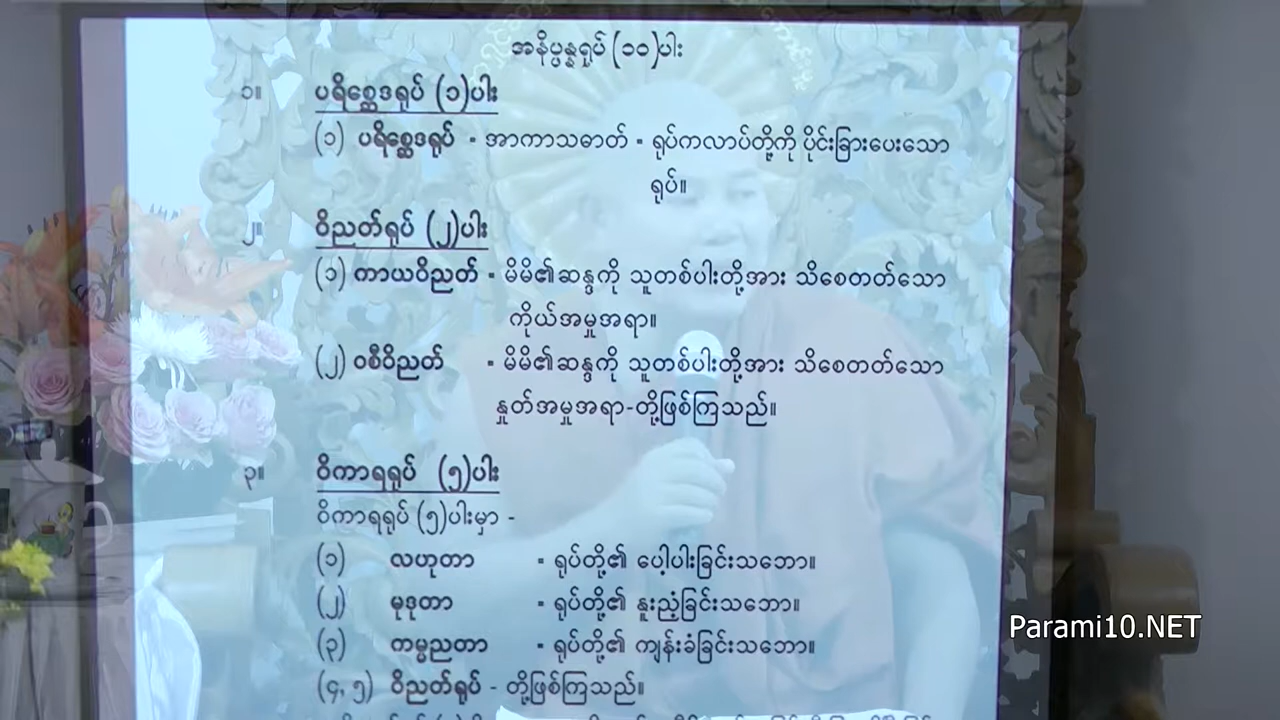 အနိပ္ဖန္နရုပ် (၁၀)ပါး
၁။ ပရိစ္ဆေဒရုပ် (၁)ပါး
(၁) ပရိစ္ဆေဒရုပ် = အာကာသဓာတ် = ရုပ်ကလာပ်တို့ကို ပိုင်းခြားပေးသော
ရုပ်။
၂။ ဝိညတ်ရုပ် (၂)ပါး
(၁) ကာယဝိညတ် = မိမိ၏ဆန္ဒကို သူတစ်ပါးတို့အား သိစေတတ်သော
ကိုယ်အမှုအရာ။
(၂) ဝစီဝိညတ် = မိမိ၏ဆန္ဒကို သူတစ်ပါးတို့အား သိစေတတ်သော
နှုတ်အမှုအရာ-တို့ဖြစ်ကြသည်။
၃။ ဝိကာရရုပ် (၅)ပါး
ဝိကာရရုပ် (၅)ပါးမှာ -
(၁) လဟုတာ = ရုပ်တို့၏ ပေါ့ပါးခြင်းသဘော။
(၂) မုဒုတာ = ရုပ်တို့၏ နူးညံ့ခြင်းသဘော။
(၃) ကမ္မညတာ = ရုပ်တို့၏ ကျန်းခံခြင်းသဘော။
(၄, ၅) ဝိညတ်ရုပ် - တို့ဖြစ်ကြသည်။
Parami10.NET